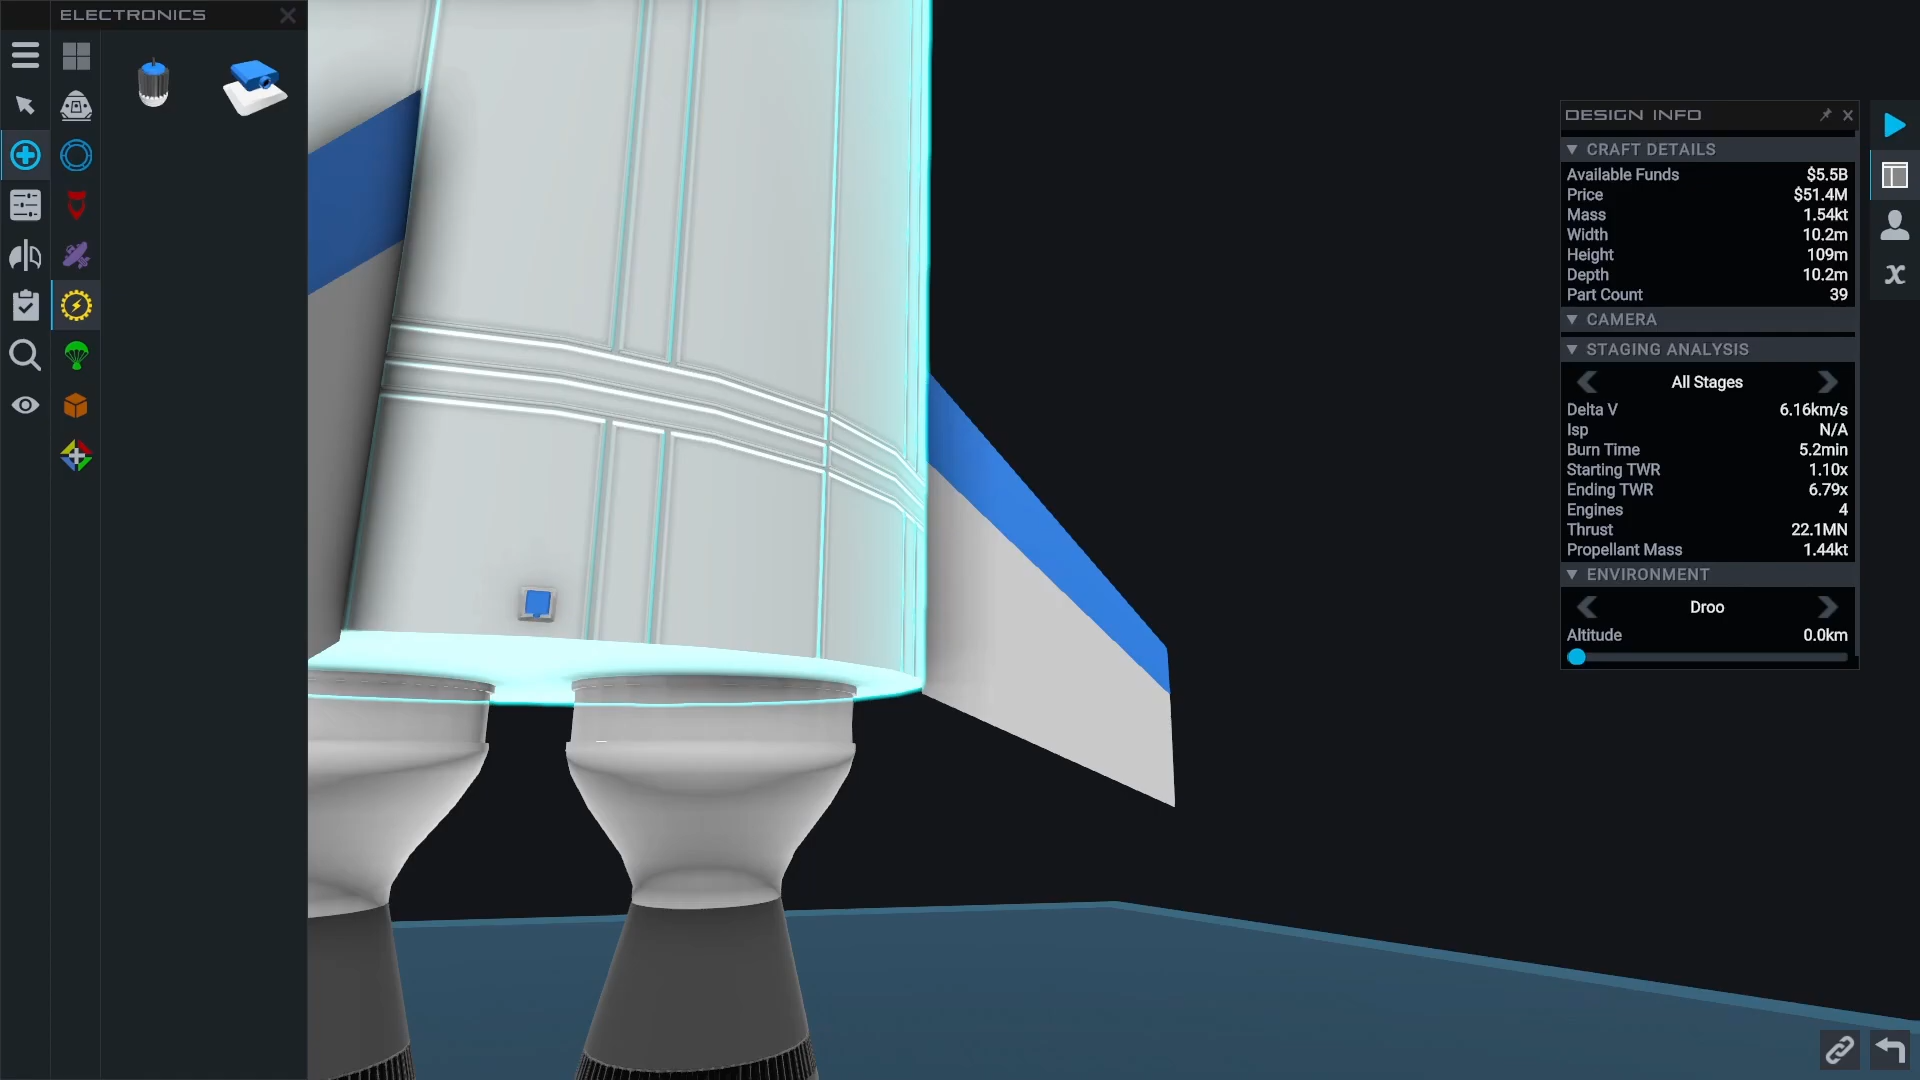 ELECTRONICS
DESIGN INFO
CRAFT DETAILS
Available Funds $5.5B
Price $51.4M
Mass 1.54kt
Width 10.2m
Height 109m
Depth 10.2m
Part Count 39
CAMERA
STAGING ANALYSIS
All Stages
Delta V 6.16km/s
Isp N/A
Burn Time 5.2min
Starting TWR 1.10x
Ending TWR 6.79x
Engines 4
Thrust 22.1MN
Propellant Mass 1.44kt
ENVIRONMENT
Droo
Altitude 0.0km